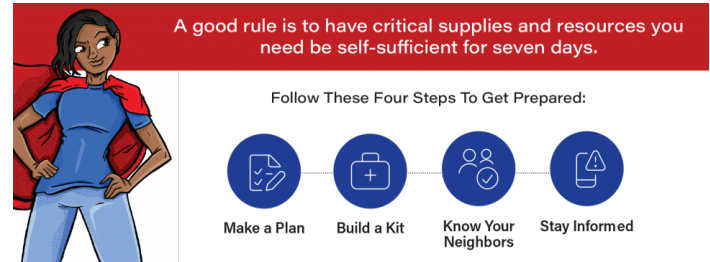 A good rule is to have critical supplies and resources you
need be self-sufficient for seven days.
Follow These Four Steps To Get Prepared:
Make a Plan
Build a Kit
Know Your
Neighbors
Stay Informed